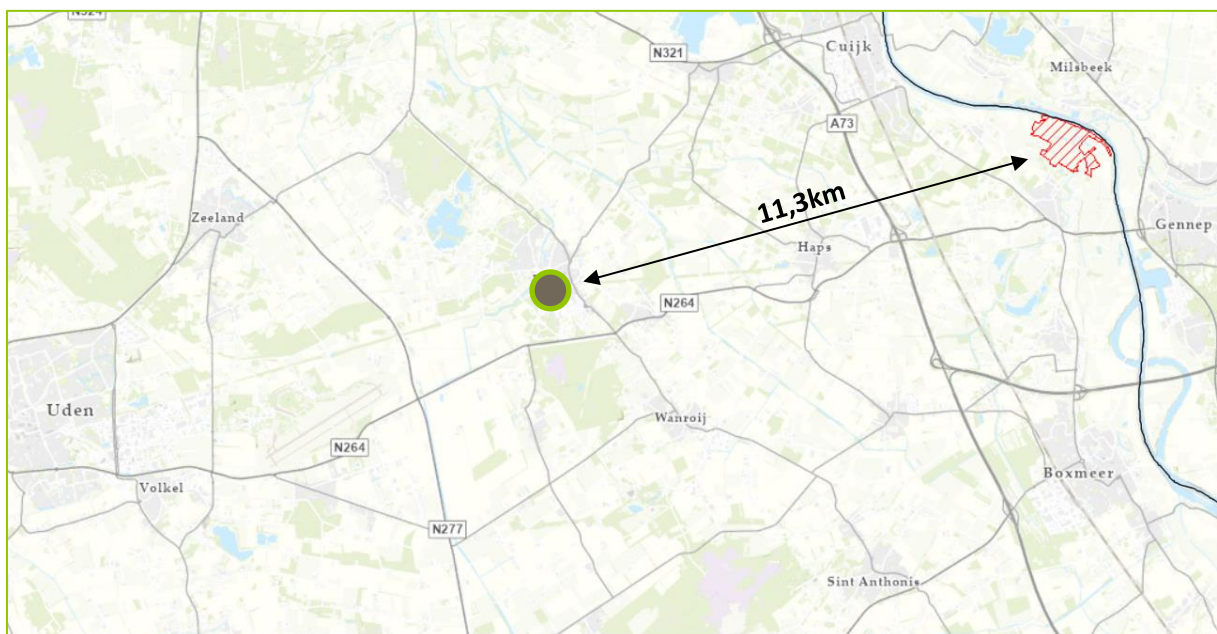 N324
N321
Cuijk
Milsbeek
A73
11,3km
Zeeland
Haps
Gennep
N264
Uden
Wanroij
N264
Boxmeer
Volkel
N277
Sint Anthonis